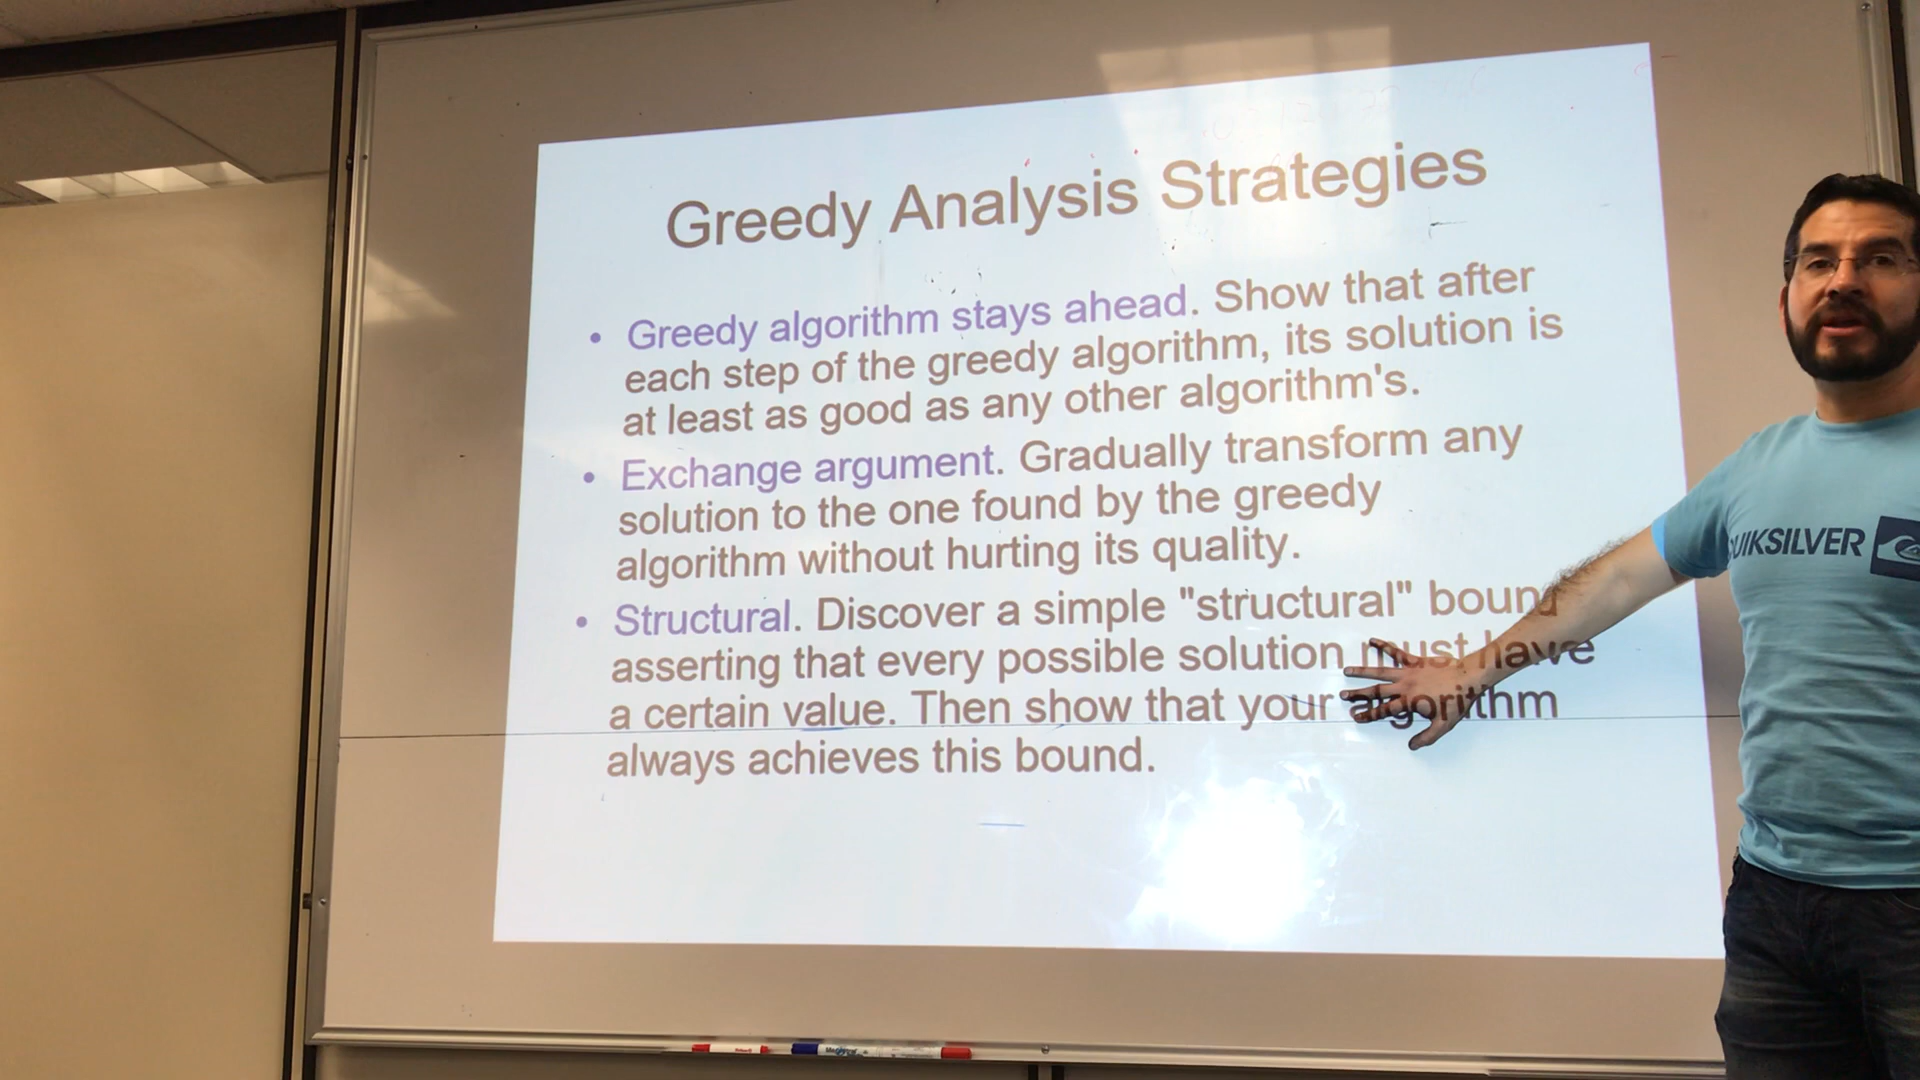 Greedy Analysis Strategies
• Greedy algorithm stays ahead. Show that after
each step of the greedy algorithm, its solution is
at least as good as any other algorithm's.
• Exchange argument. Gradually transform any
solution to the one found by the greedy
algorithm without hurting its quality.
• Structural. Discover a simple "structural" bound
asserting that every possible solution must have
a certain value. Then show that your algorithm
always achieves this bound.
QUIKSILVER